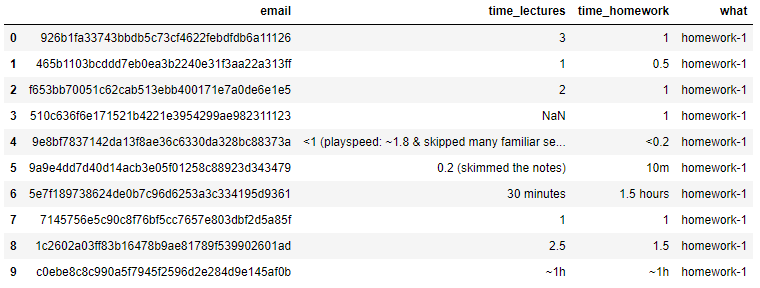 email time_lectures time_homework what
0 926b1fa33743bbdb5c73cf4622febdfdb6a11126 3 1 homework-1
1 465b1103bcddd7eb0ea3b2240e31f3aa22a313ff 1 0.5 homework-1
2 f653bb70051c62cab513ebb400171e7a0de6e1e5 2 1 homework-1
3 510c636f6e171521b4221e3954299ae982311123 NaN 1 homework-1
4 9e8bf7837142da13f8ae36c6330da328bc88373a <1 (playspeed: ~1.8 & skipped many familiar se... <0.2 homework-1
5 9a9e4dd7d40d14acb3e05f01258c88923d343479 0.2 (skimmed the notes) 10m homework-1
6 5e7f189738624de0b7c96d6253a3c334195d9361 30 minutes 1.5 hours homework-1
7 7145756e5c90c8f76bf5cc7657e803dbf2d5a85f 1 1 homework-1
8 1c2602a03ff83b16478b9ae81789f539902601ad 2.5 1.5 homework-1
9 c0ebe8c8c990a5f7945f2596d2e284d9e145af0b ~1h ~1h homework-1